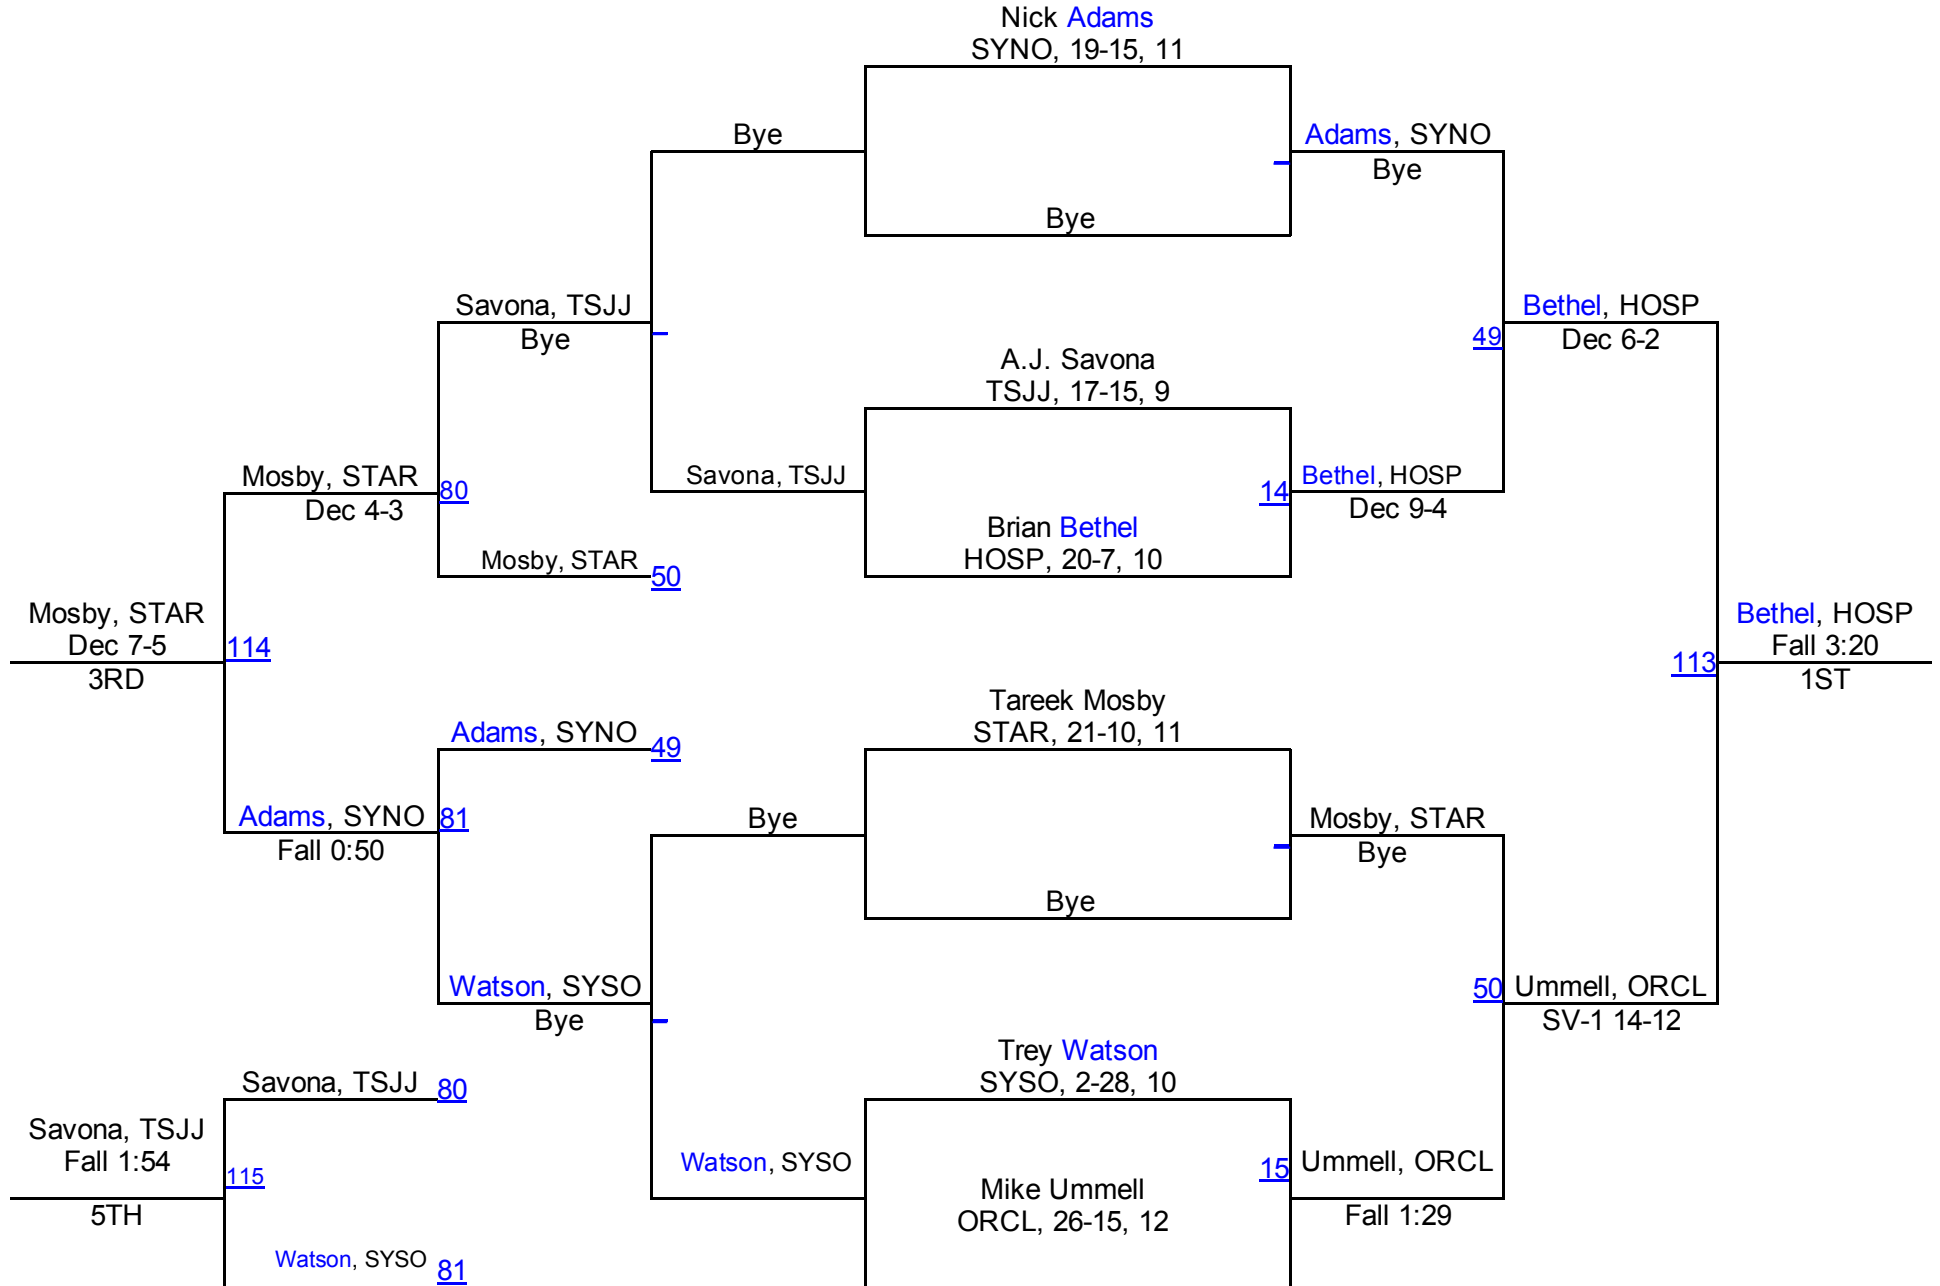 Nick Adams
SYNO, 19-15, 11
Bye
Adams, SYNO
Bye
Bye
Savona, TSJJ
Bye
Bethel, HOSP
49
Dec 6-2
A.J. Savona
TSJJ, 17-15, 9
Mosby, STAR
80
Dec 4-3
Savona, TSJJ
14
Bethel, HOSP
Dec 9-4
Brian Bethel
HOSP, 20-7, 10
Mosby, STAR
50
Mosby, STAR
Dec 7-5
114
3RD
Bethel, HOSP
Fall 3:20
113
1ST
Tareek Mosby
STAR, 21-10, 11
Adams, SYNO
49
Adams, SYNO
81
Fall 0:50
Bye
Mosby, STAR
Bye
Bye
Watson, SYSO
Bye
50
Ummell, ORCL
SV-1 14-12
Trey Watson
SYSO, 2-28, 10
Savona, TSJJ
80
Savona, TSJJ
Fall 1:54
115
5TH
Watson, SYSO
15
Ummell, ORCL
Fall 1:29
Mike Ummell
ORCL, 26-15, 12
Watson, SYSO
81